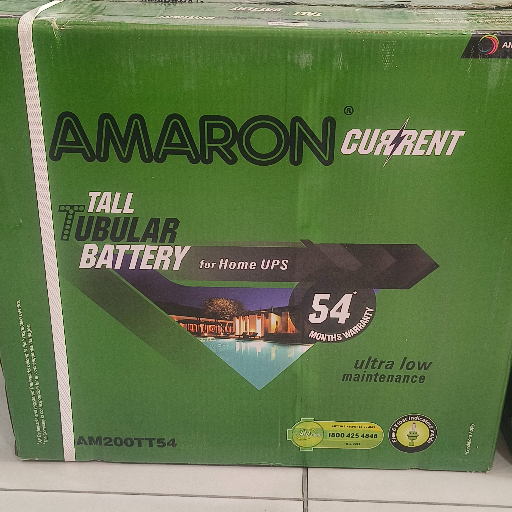 AMARON® CURRENT
TALL
TUBULAR
BATTERY for Home UPS
54*
MONTHS WARRANTY
ultra low
maintenance
AM200TT54
1800 425 4848